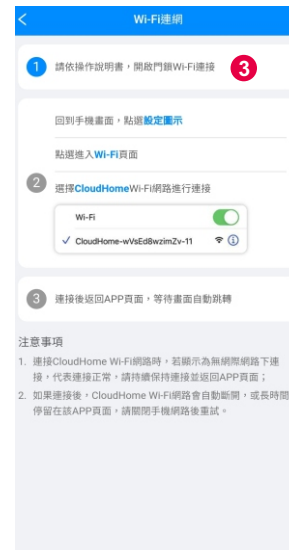 Wi-Fi連網
1 請依操作說明書，開啟門鎖Wi-Fi連接 3
回到手機畫面，點選設定圖示
點選進入Wi-Fi頁面
2 選擇CloudHomeWi-Fi網路進行連接
Wi-Fi
CloudHome-wVsEd8wzimZv-11
3 連接後返回APP頁面，等待畫面自動跳轉
注意事項
1. 連接CloudHome Wi-Fi網路時，若顯示為無網際網路下連
接，代表連接正常，請持續保持連接並返回APP頁面；
2. 如果連接後，CloudHome Wi-Fi網路會自動斷開，或長時間
停留在該APP頁面，請關閉手機網路後重試。